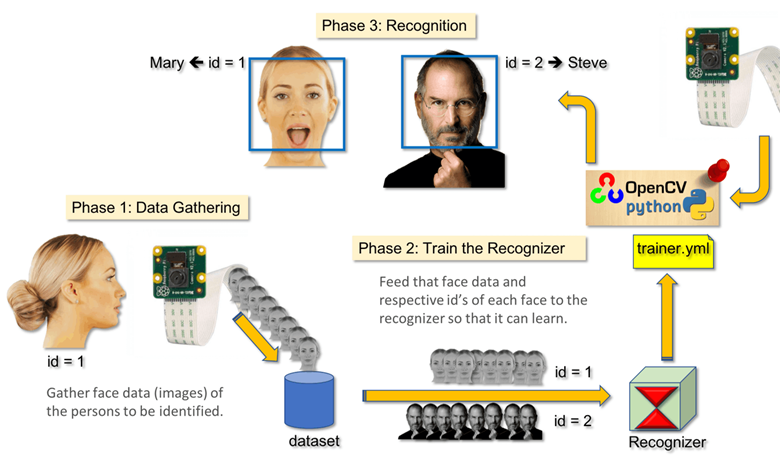 Phase 3: Recognition
Mary ← id = 1
id = 2 → Steve
OpenCV
python
Phase 1: Data Gathering
Phase 2: Train the Recognizer
trainer.yml
Feed that face data and
respective id's of each face to the
recognizer so that it can learn.
id = 1
Gather face data (images) of
the persons to be identified.
dataset
id = 1
id = 2
Recognizer